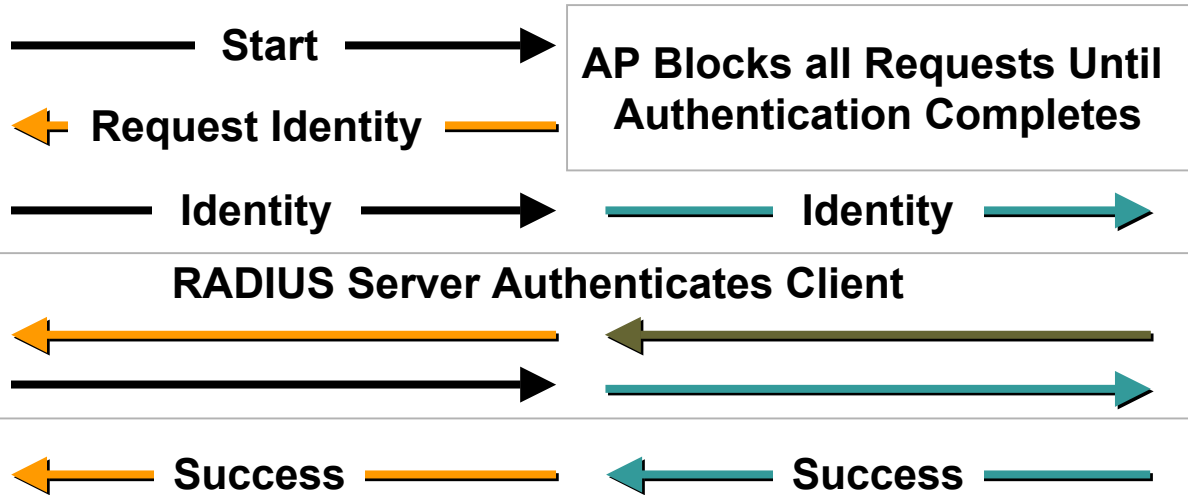 Start
AP Blocks all Requests Until
Authentication Completes
Request Identity
Identity
Identity
RADIUS Server Authenticates Client
Success
Success